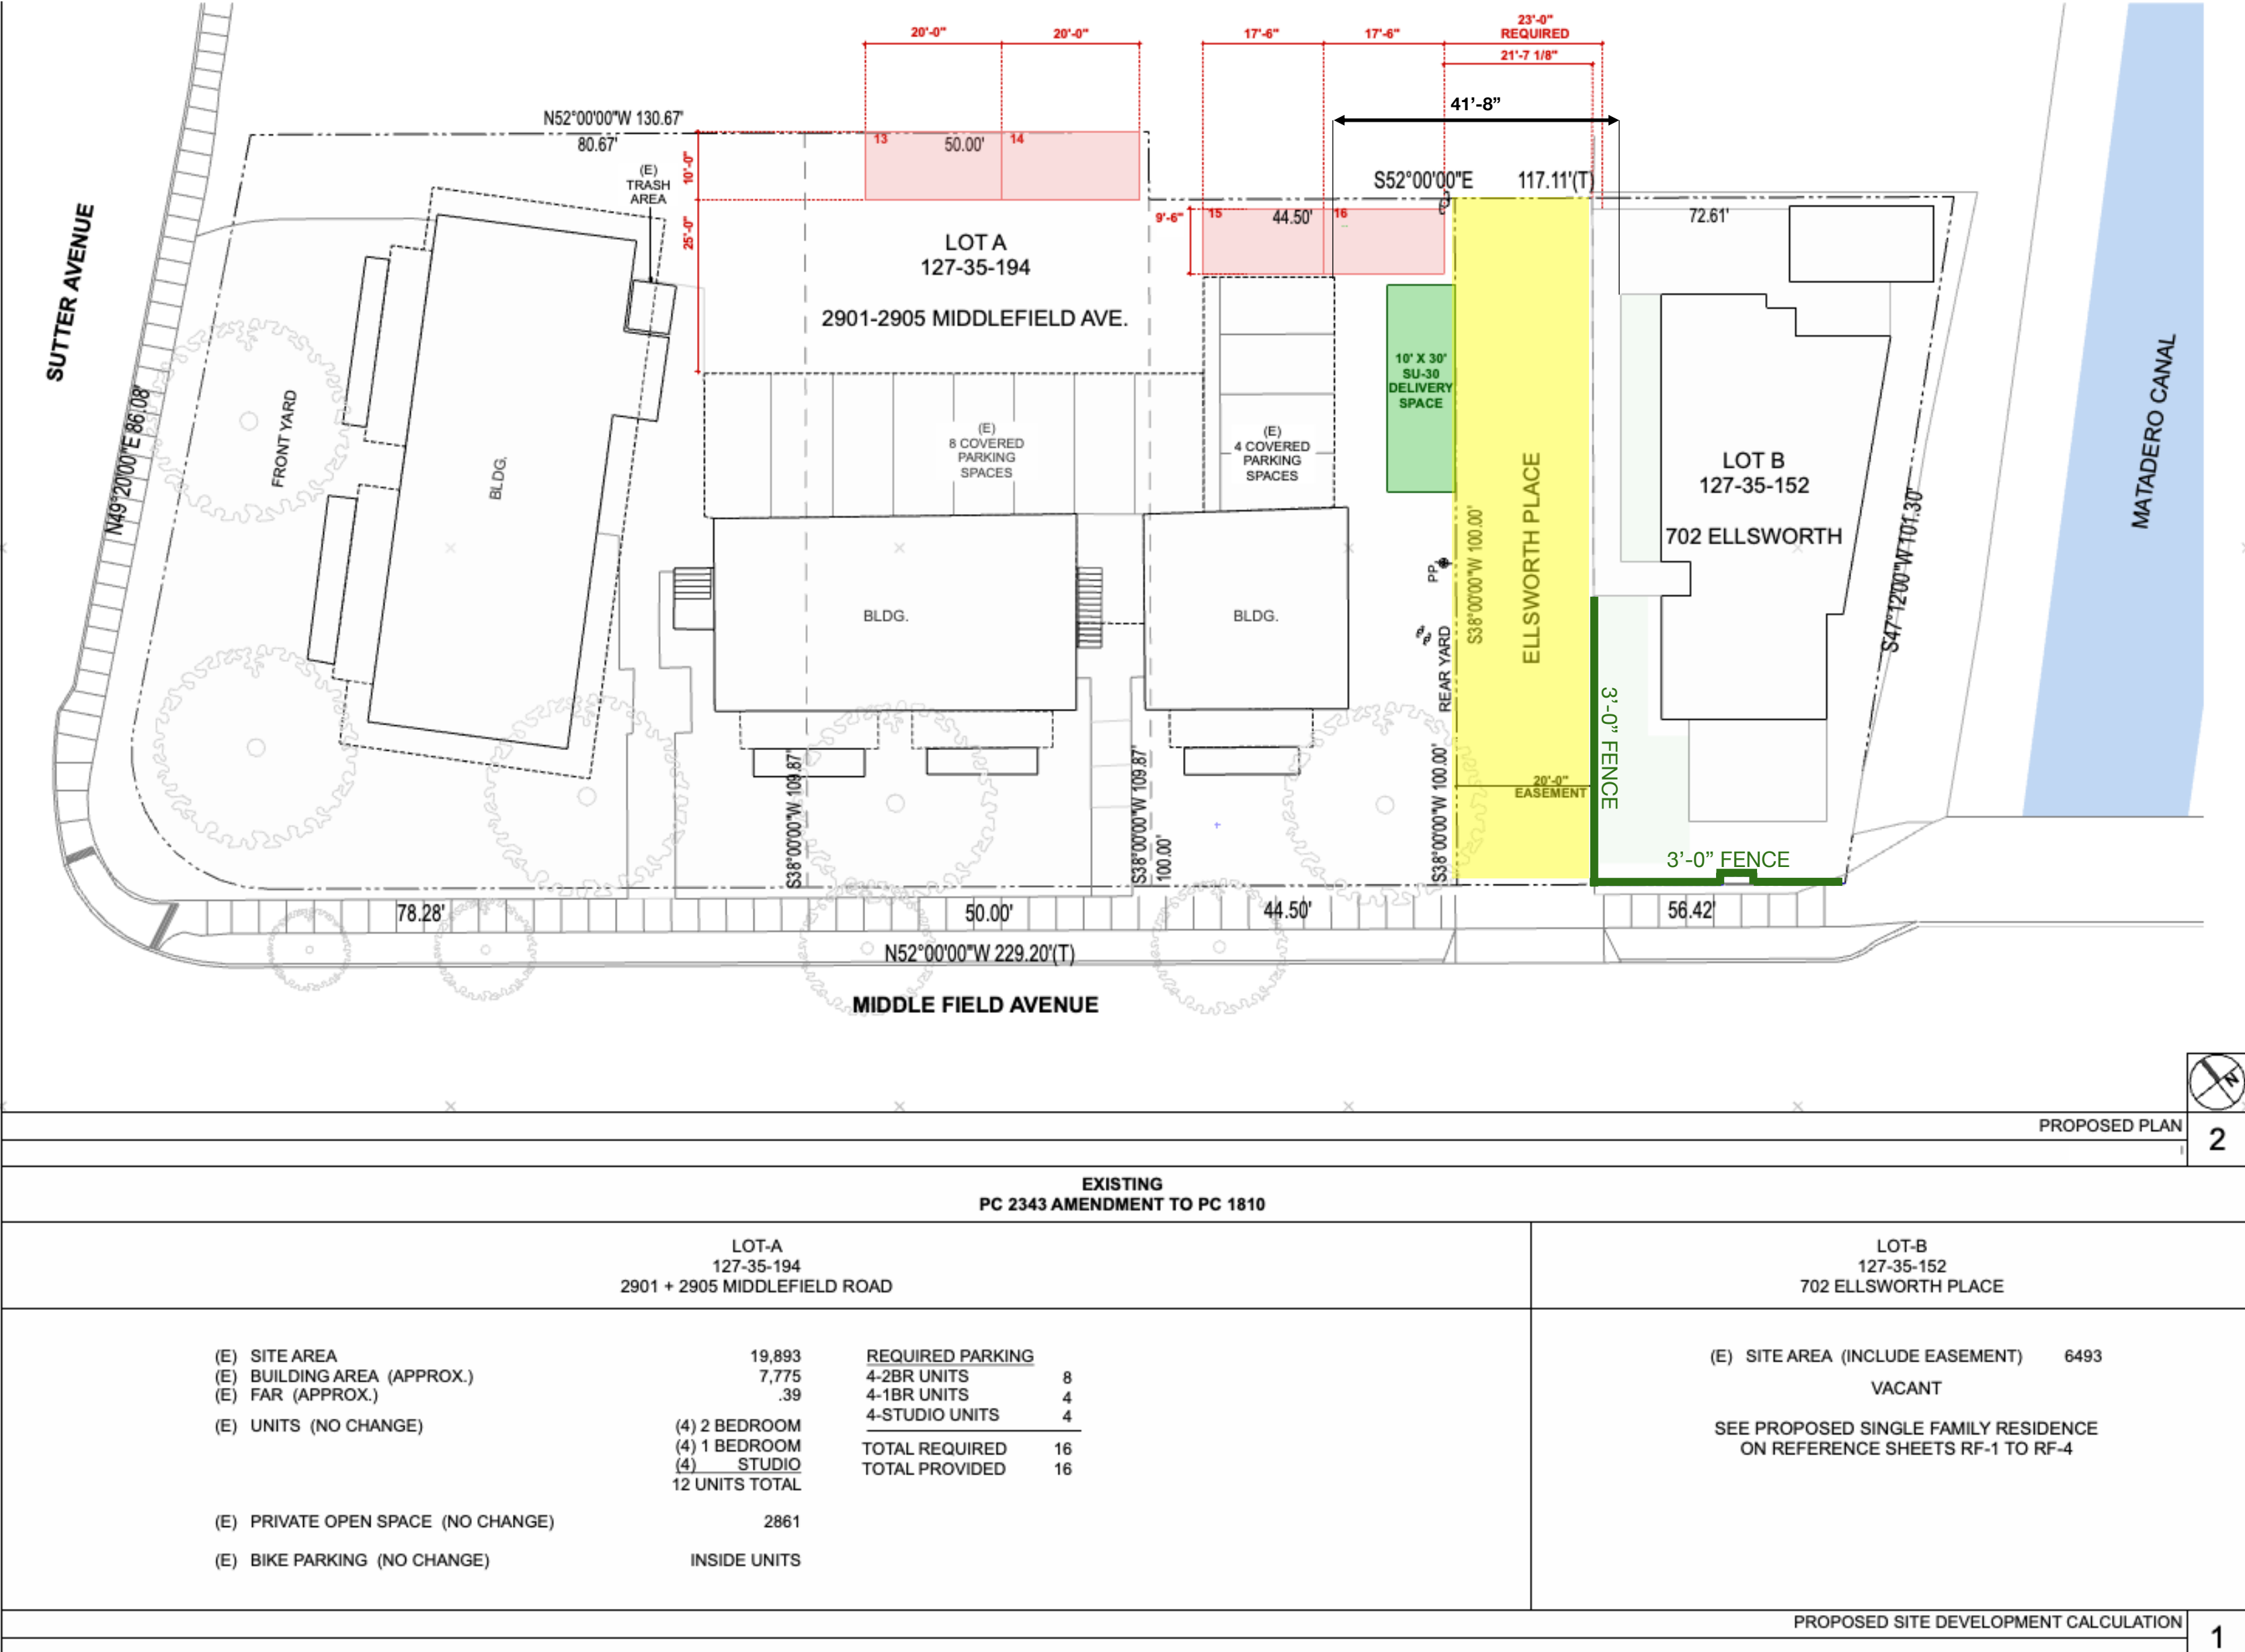 23'-0"
REQUIRED
20'-0"
20'-0"
17'-6"
17'-6"
21'-7 1/8"
41'-8"
N52°00'00"W 130.67'
80.67'
13
50.00'
14
10'-0"
(E)
TRASH
AREA
S52°00'00"E
117.11'(T)
9'-6"
15
44.50'
16
72.61'
25'-0"
SUTTER AVENUE
LOT A
127-35-194
2901-2905 MIDDLEFIELD AVE.
10' X 30'
SU-30
DELIVERY
SPACE
MATADERO CANAL
N49°20'00"E 86.08'
FRONT YARD
BLDG.
(E)
8 COVERED
PARKING
SPACES
(E)
4 COVERED
PARKING
SPACES
LOT B
127-35-152
702 ELLSWORTH
ELLSWORTH PLACE
S38°00'00"W 100.00'
S47°12'00"W 101.30'
PP
BLDG.
BLDG.
REAR YARD
3'-0" FENCE
20'-0"
EASEMENT
S38°00'00"W 109.87'
S38°00'00"W 109.87'
100.00'
S38°00'00"W 100.00'
3'-0" FENCE
78.28'
50.00'
44.50'
56.42'
N52°00'00"W 229.20'(T)
MIDDLE FIELD AVENUE
N
PROPOSED PLAN
2
EXISTING
PC 2343 AMENDMENT TO PC 1810
LOT-A
127-35-194
2901 + 2905 MIDDLEFIELD ROAD
LOT-B
127-35-152
702 ELLSWORTH PLACE
(E) SITE AREA 19,893
(E) BUILDING AREA (APPROX.) 7,775
(E) FAR (APPROX.) .39
(E) UNITS (NO CHANGE) (4) 2 BEDROOM
(4) 1 BEDROOM
(4) STUDIO
12 UNITS TOTAL
(E) PRIVATE OPEN SPACE (NO CHANGE) 2861
(E) BIKE PARKING (NO CHANGE) INSIDE UNITS
REQUIRED PARKING
4-2BR UNITS 8
4-1BR UNITS 4
4-STUDIO UNITS 4
TOTAL REQUIRED 16
TOTAL PROVIDED 16
(E) SITE AREA (INCLUDE EASEMENT) 6493
VACANT
SEE PROPOSED SINGLE FAMILY RESIDENCE
ON REFERENCE SHEETS RF-1 TO RF-4
PROPOSED SITE DEVELOPMENT CALCULATION
1